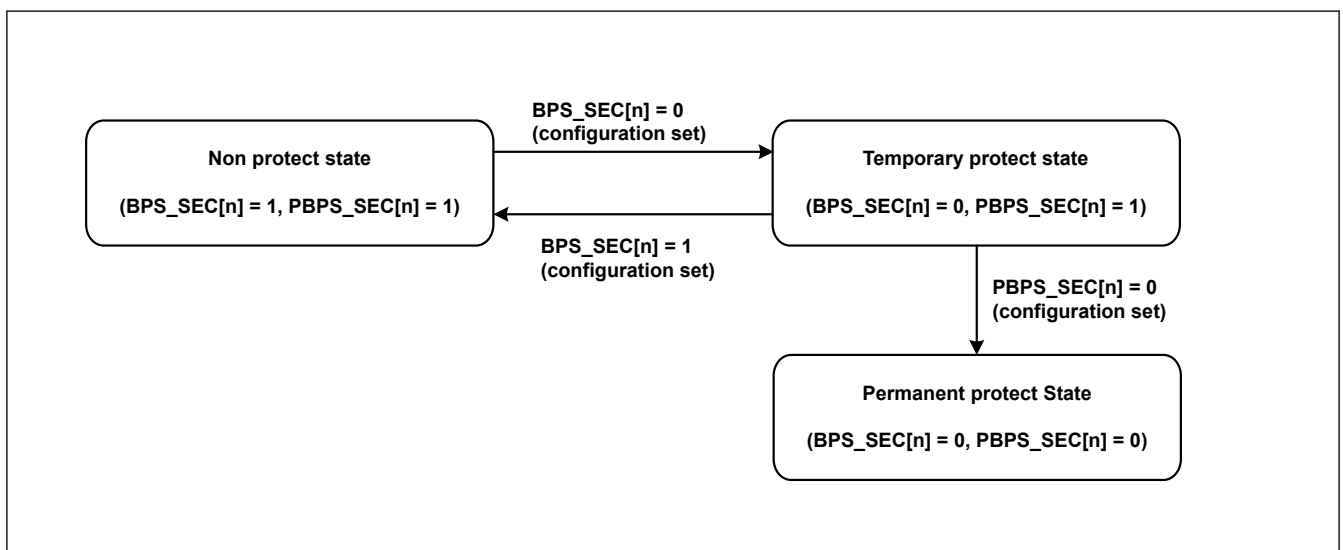 BPS_SEC[n] = 0
(configuration set)
Non protect state
(BPS_SEC[n] = 1, PBPS_SEC[n] = 1)
Temporary protect state
(BPS_SEC[n] = 0, PBPS_SEC[n] = 1)
BPS_SEC[n] = 1
(configuration set)
PBPS_SEC[n] = 0
(configuration set)
Permanent protect State
(BPS_SEC[n] = 0, PBPS_SEC[n] = 0)